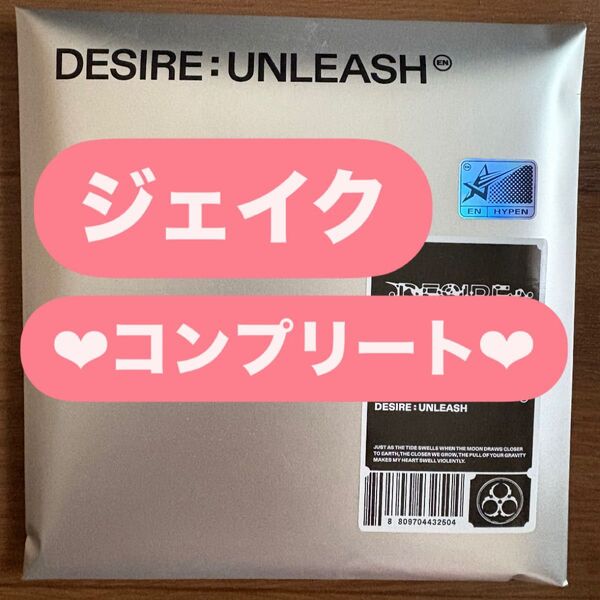 DESIRE : UNLEASH EN
ジェイク
EN HYPEN
DESIRE
❤コンプリート❤
DESIRE : UNLEASH
JUST AS THE TIDE SWELLS WHEN THE MOON DRAWS CLOSER
TO EARTH, THE CLOSER WE GROW, THE PULL OF YOUR GRAVITY
MAKES MY HEART SWELL VIOLENTLY.
8 809704432504